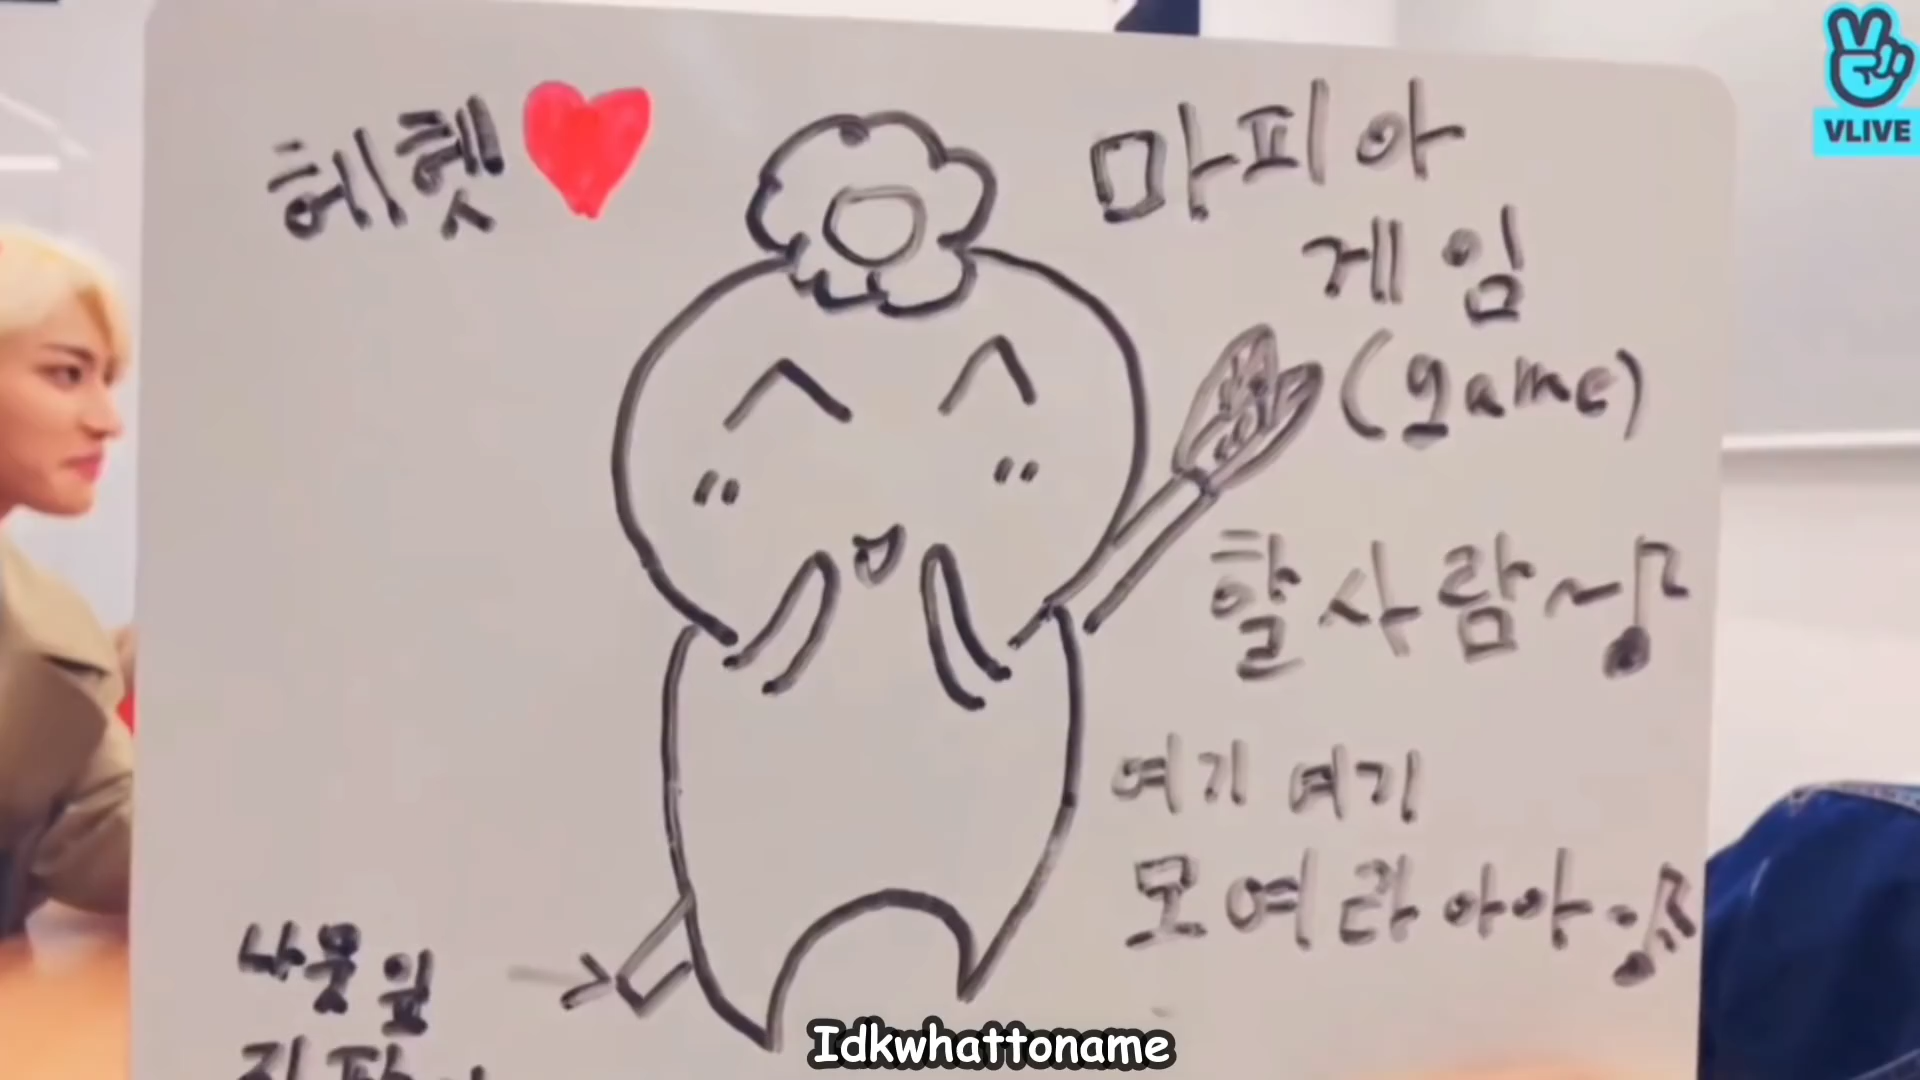 헤헷
마피아
게임
(game)
할 사람~♪
여기 여기
모여라 아아~♪
나뭇잎
VLIVE
Idkwhattoname